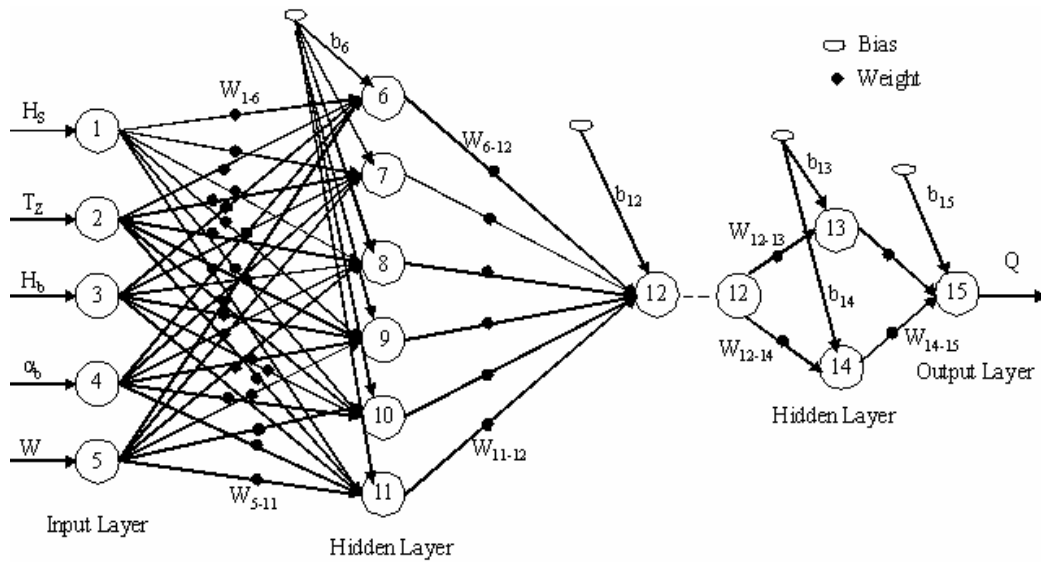 Bias
Weight
b6
W1-6
HS
TZ
Hb
αb
W
1
2
3
4
5
6
7
8
9
10
11
W5-11
W6-12
W11-12
b12
12
12
W12-13
W12-14
b13
b14
13
14
b15
15
W14-15
Q
Output Layer
Hidden Layer
Input Layer
Hidden Layer